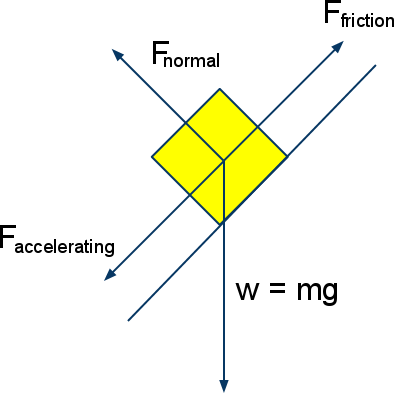 Ffriction
Fnormal
Faccelerating
w = mg